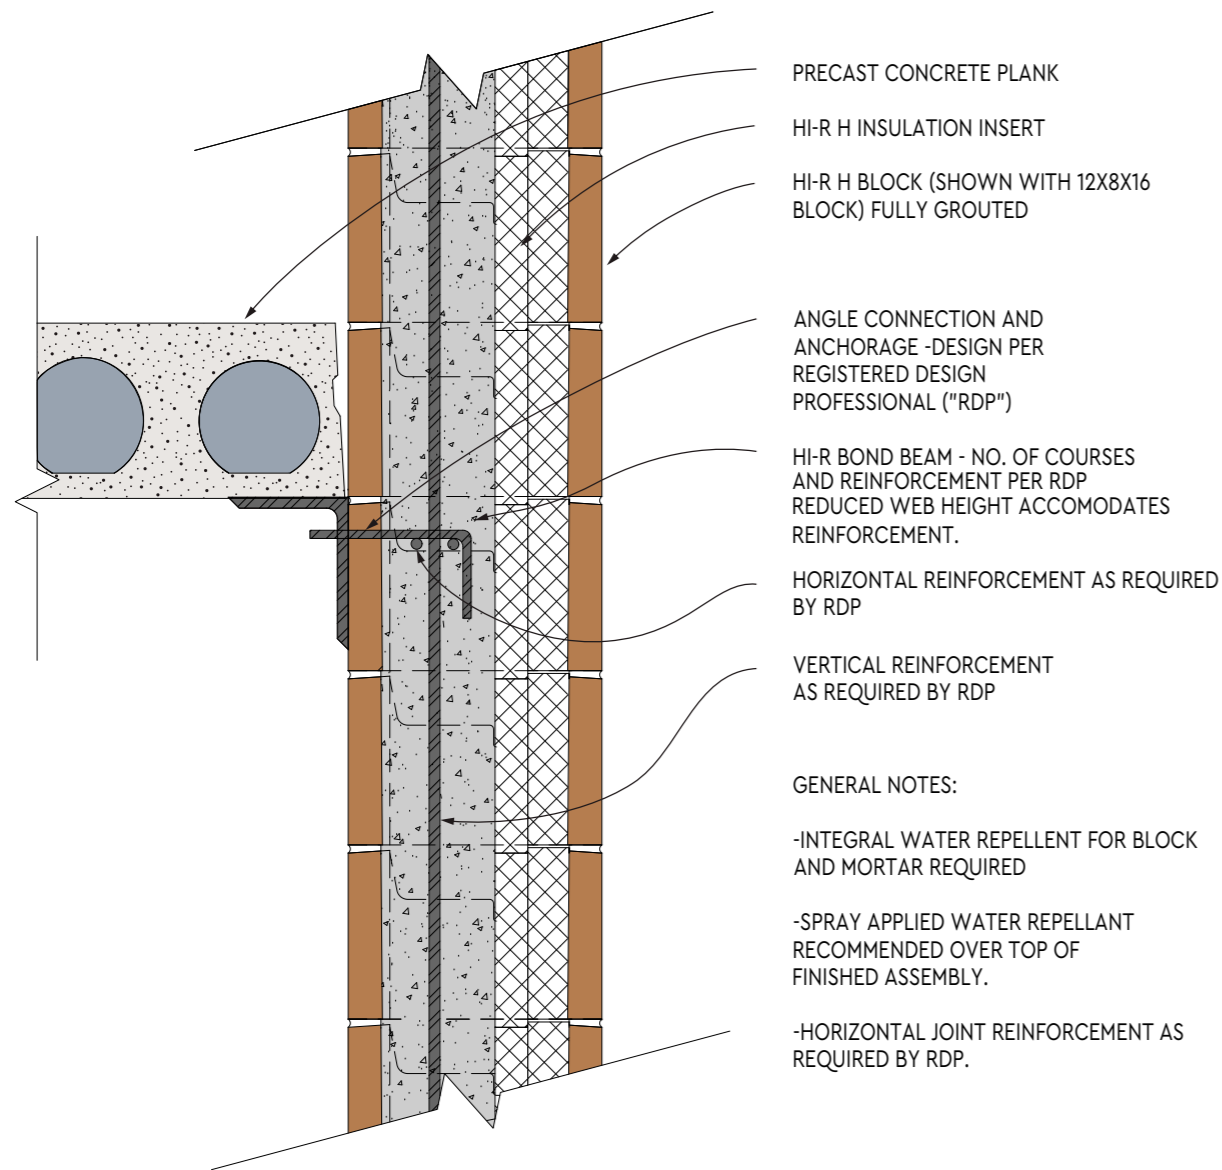 PRECAST CONCRETE PLANK
HI-R H INSULATION INSERT
HI-R H BLOCK (SHOWN WITH 12X8X16
BLOCK) FULLY GROUTED
ANGLE CONNECTION AND
ANCHORAGE -DESIGN PER
REGISTERED DESIGN
PROFESSIONAL ("RDP")
HI-R BOND BEAM - NO. OF COURSES
AND REINFORCEMENT PER RDP
REDUCED WEB HEIGHT ACCOMODATES
REINFORCEMENT.
HORIZONTAL REINFORCEMENT AS REQUIRED
BY RDP
VERTICAL REINFORCEMENT
AS REQUIRED BY RDP
GENERAL NOTES:
-INTEGRAL WATER REPELLENT FOR BLOCK
AND MORTAR REQUIRED
-SPRAY APPLIED WATER REPELLANT
RECOMMENDED OVER TOP OF
FINISHED ASSEMBLY.
-HORIZONTAL JOINT REINFORCEMENT AS
REQUIRED BY RDP.